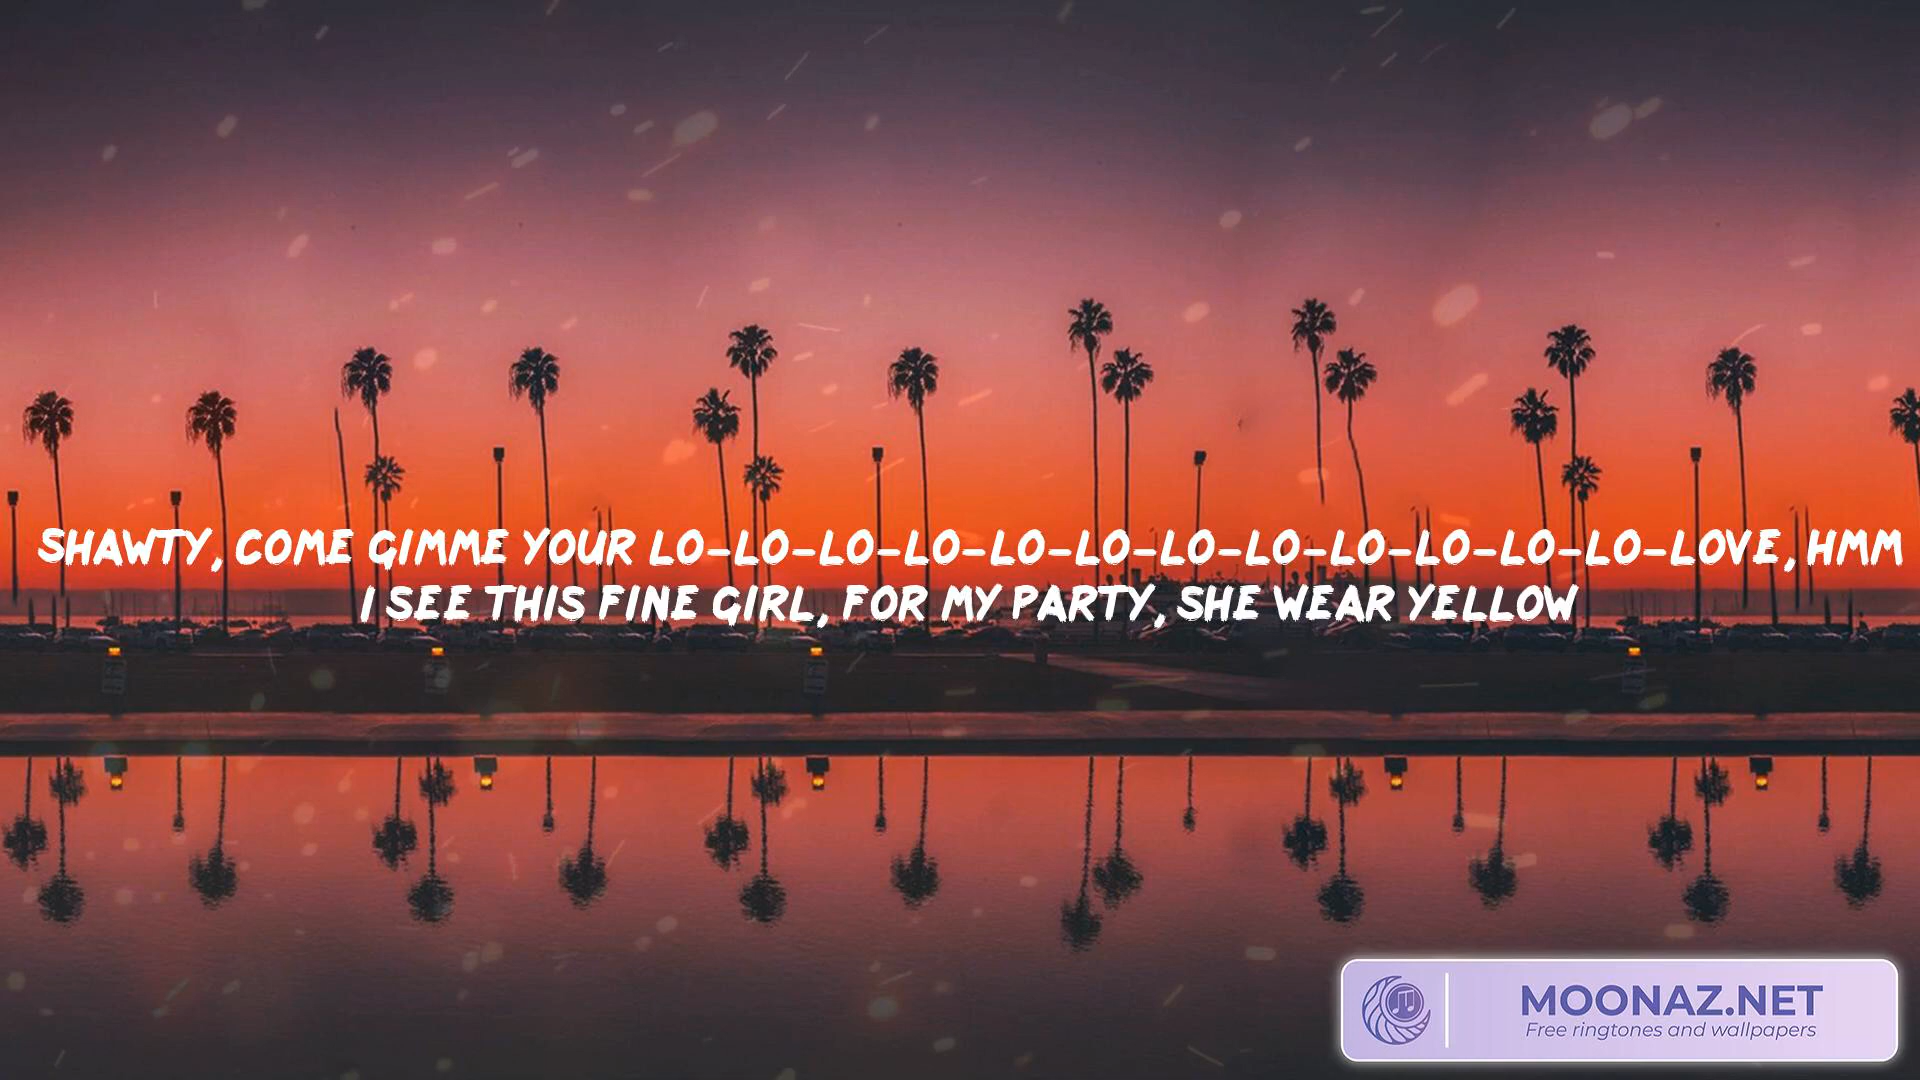 SHAWTY, COME GIMME YOUR LO-LO-LO-LO-LO-LO-LO-LO-LO-LO-LO-LO-LOVE, HMM
I SEE THIS FINE GIRL, FOR MY PARTY, SHE WEAR YELLOW
MOONAZ.NET
Free ringtones and wallpapers